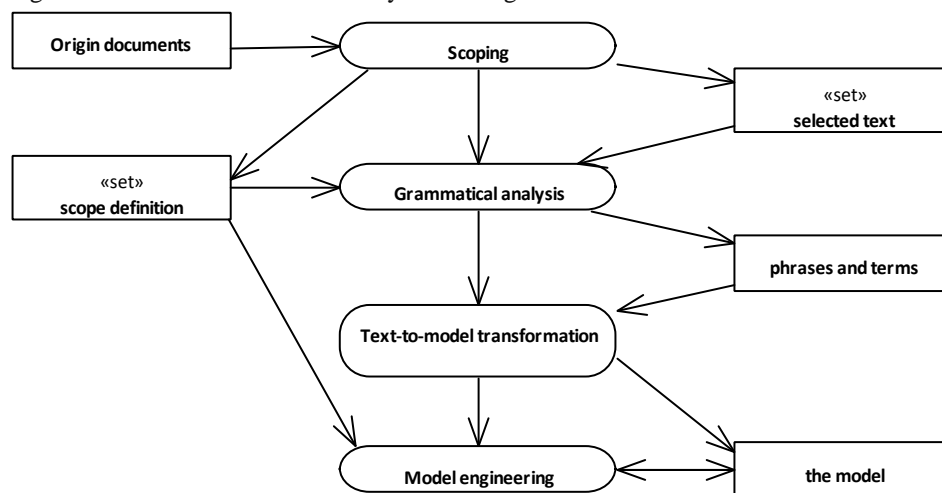 Origin documents
Scoping
«set»
selected text
«set»
scope definition
Grammatical analysis
phrases and terms
Text-to-model transformation
Model engineering
the model